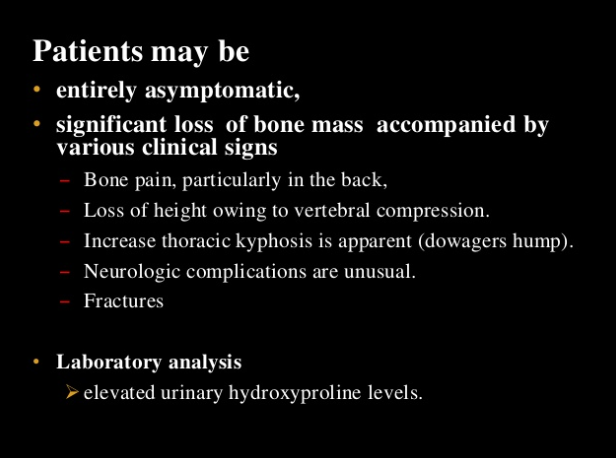 Patients may be
• entirely asymptomatic,
• significant loss of bone mass accompanied by
various clinical signs
– Bone pain, particularly in the back,
– Loss of height owing to vertebral compression.
– Increase thoracic kyphosis is apparent (dowagers hump).
– Neurologic complications are unusual.
– Fractures
• Laboratory analysis
➢ elevated urinary hydroxyproline levels.